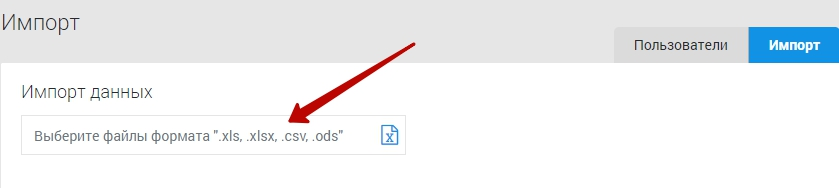 Импорт
Пользователи
Импорт
Импорт данных
Выберите файлы формата ".xls, .xlsx, .csv, .ods"
x